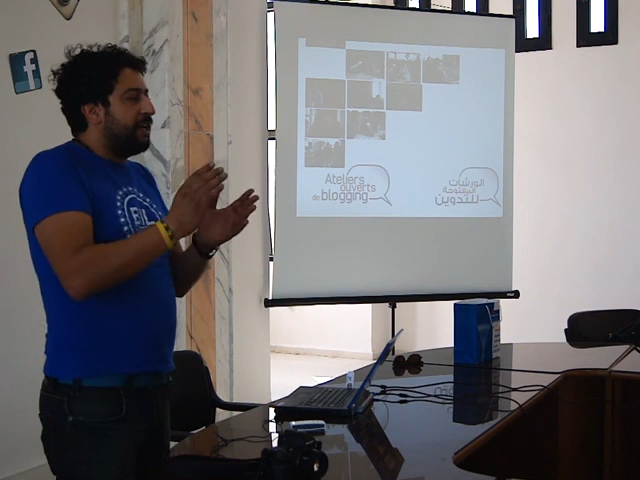 f
Ateliers
ouverts
de blogging
الورشات
المفتوحة
للتدوين